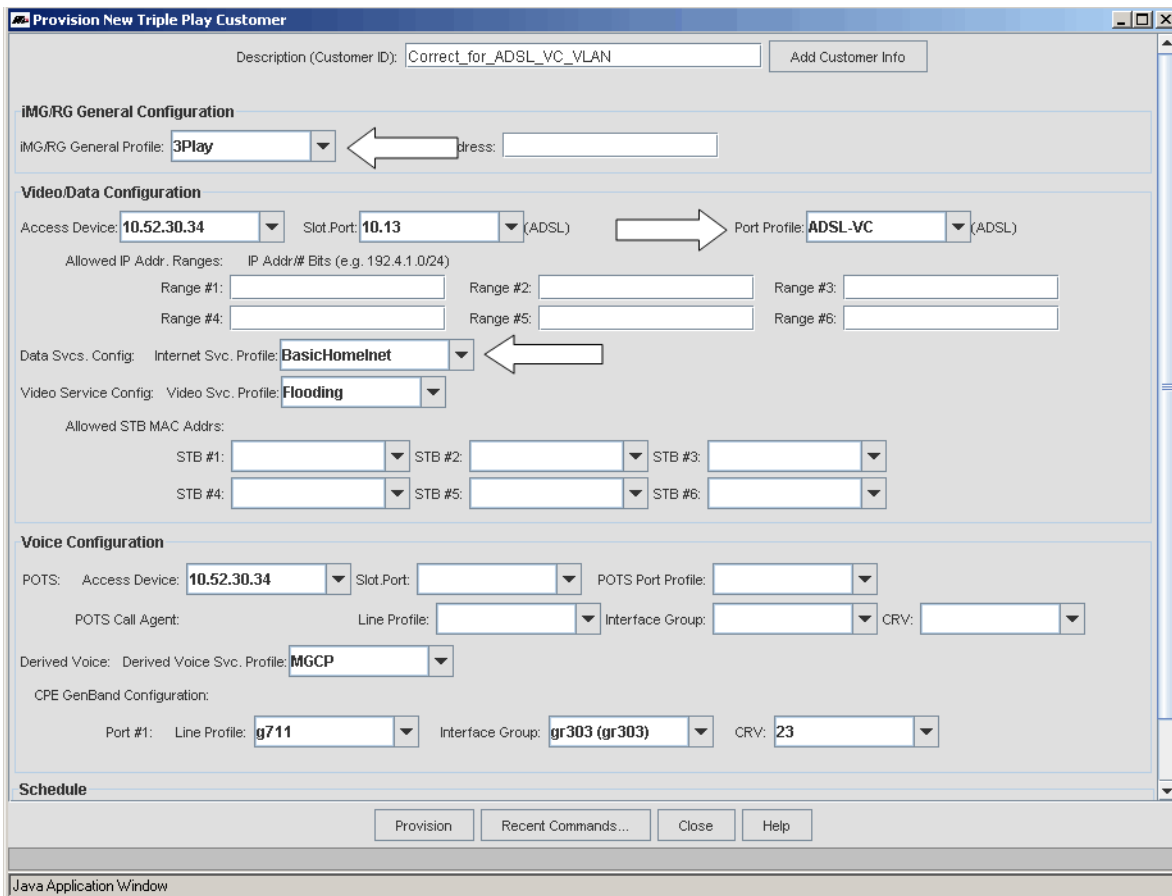 Provision New Triple Play Customer
Description (Customer ID): Correct_for_ADSL_VC_VLAN Add Customer Info
iMG/RG General Configuration
iMG/RG General Profile: 3Play dress:
Video/Data Configuration
Access Device: 10.52.30.34 Slot.Port: 10.13 (ADSL) Port Profile: ADSL-VC (ADSL)
Allowed IP Addr. Ranges: IP Addr/# Bits (e.g. 192.4.1.0/24)
Range #1: Range #2: Range #3:
Range #4: Range #5: Range #6:
Data Svcs. Config: Internet Svc. Profile: BasicHomeInet
Video Service Config: Video Svc. Profile: Flooding
Allowed STB MAC Addrs:
STB #1: STB #2: STB #3:
STB #4: STB #5: STB #6:
Voice Configuration
POTS: Access Device: 10.52.30.34 Slot.Port: POTS Port Profile:
POTS Call Agent: Line Profile: Interface Group: CRV:
Derived Voice: Derived Voice Svc. Profile: MGCP
CPE GenBand Configuration:
Port #1: Line Profile: g711 Interface Group: gr303 (gr303) CRV: 23
Schedule
Provision Recent Commands... Close Help
Java Application Window